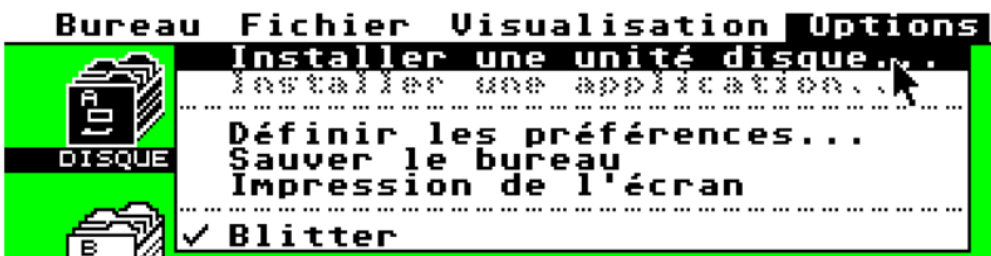 Bureau Fichier Visualisation Options
Installer une unité disque...
Installer une application...
Définir les préférences...
Sauver le bureau
Impression de l'écran
✓ Blitter
A
DISQUE
B